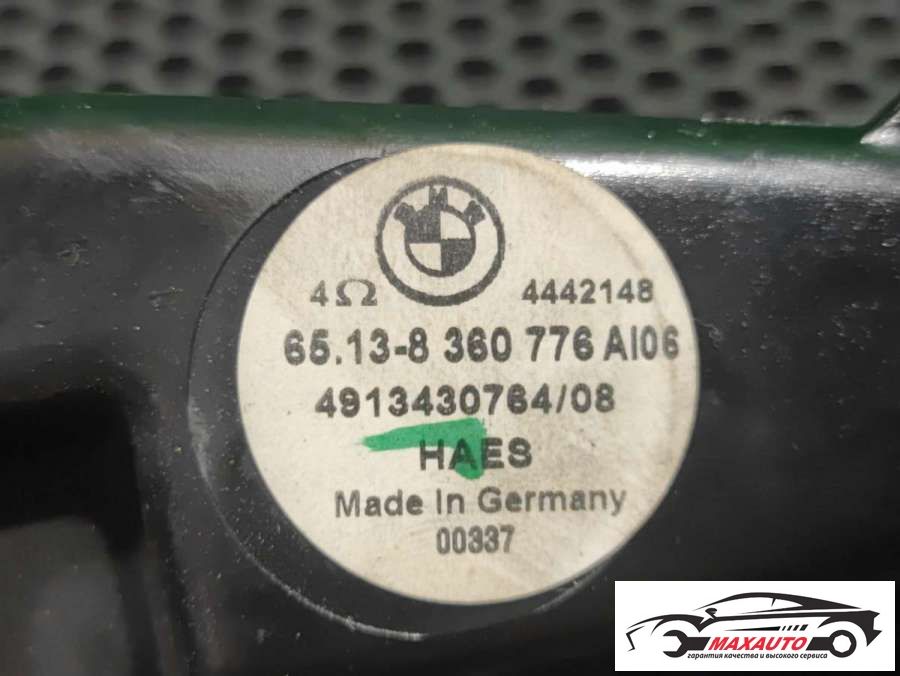 BMW
4Ω 4442148
65.13-8 360 776 AI06
4913430764/08
HAES
Made In Germany
00337
MAXAUTO
гарантия качества и высокого сервиса